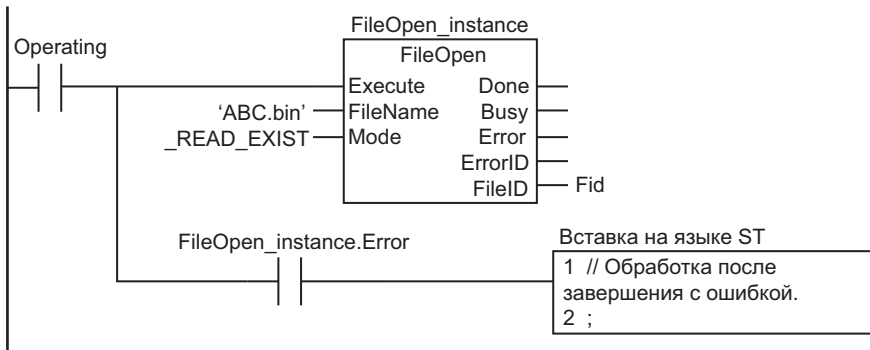 FileOpen_instance
Operating
FileOpen
Execute Done
‘ABC.bin’ FileName Busy
_READ_EXIST Mode Error
ErrorID
FileID Fid
FileOpen_instance.Error
Вставка на языке ST
1 // Обработка после
завершения с ошибкой.
2 ;